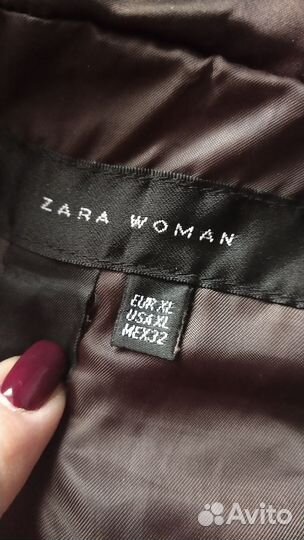 ZARA WOMAN
EUR XL
USA XL
MEX 32
Avito